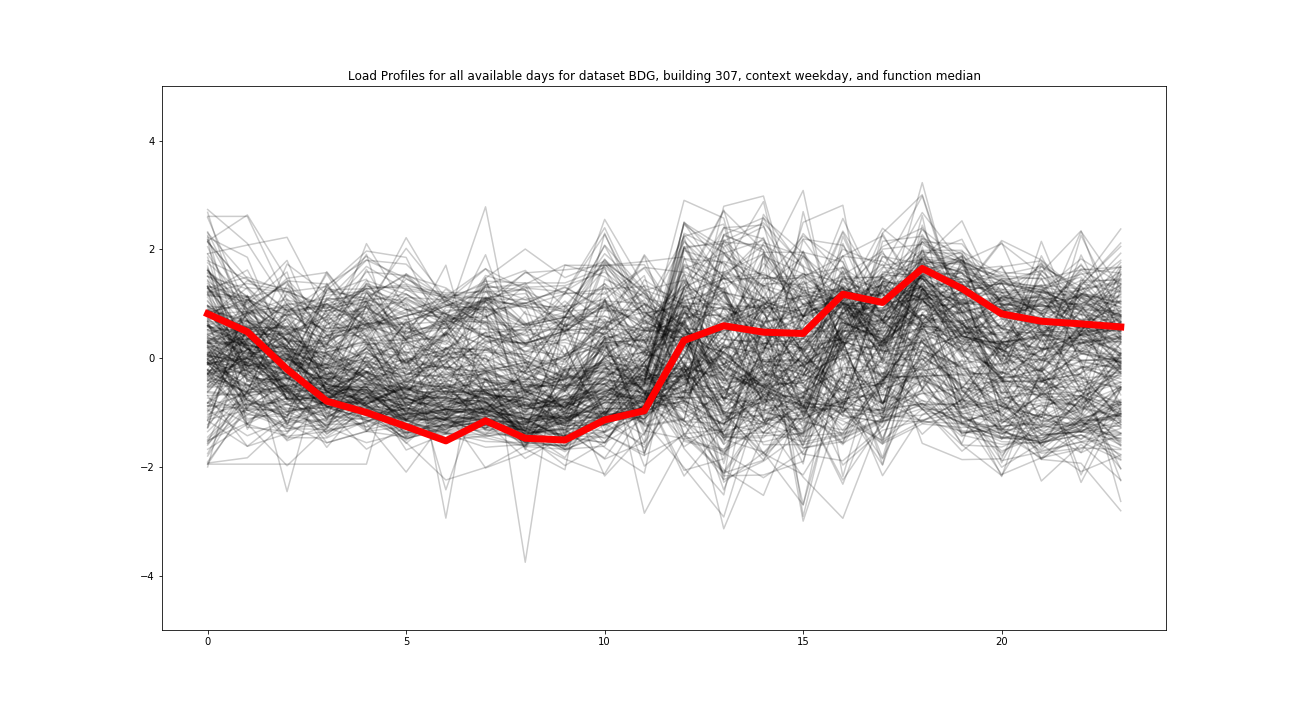 Load Profiles for all available days for dataset BDG, building 307, context weekday, and function median
4
2
0
−2
−4
0 5 10 15 20